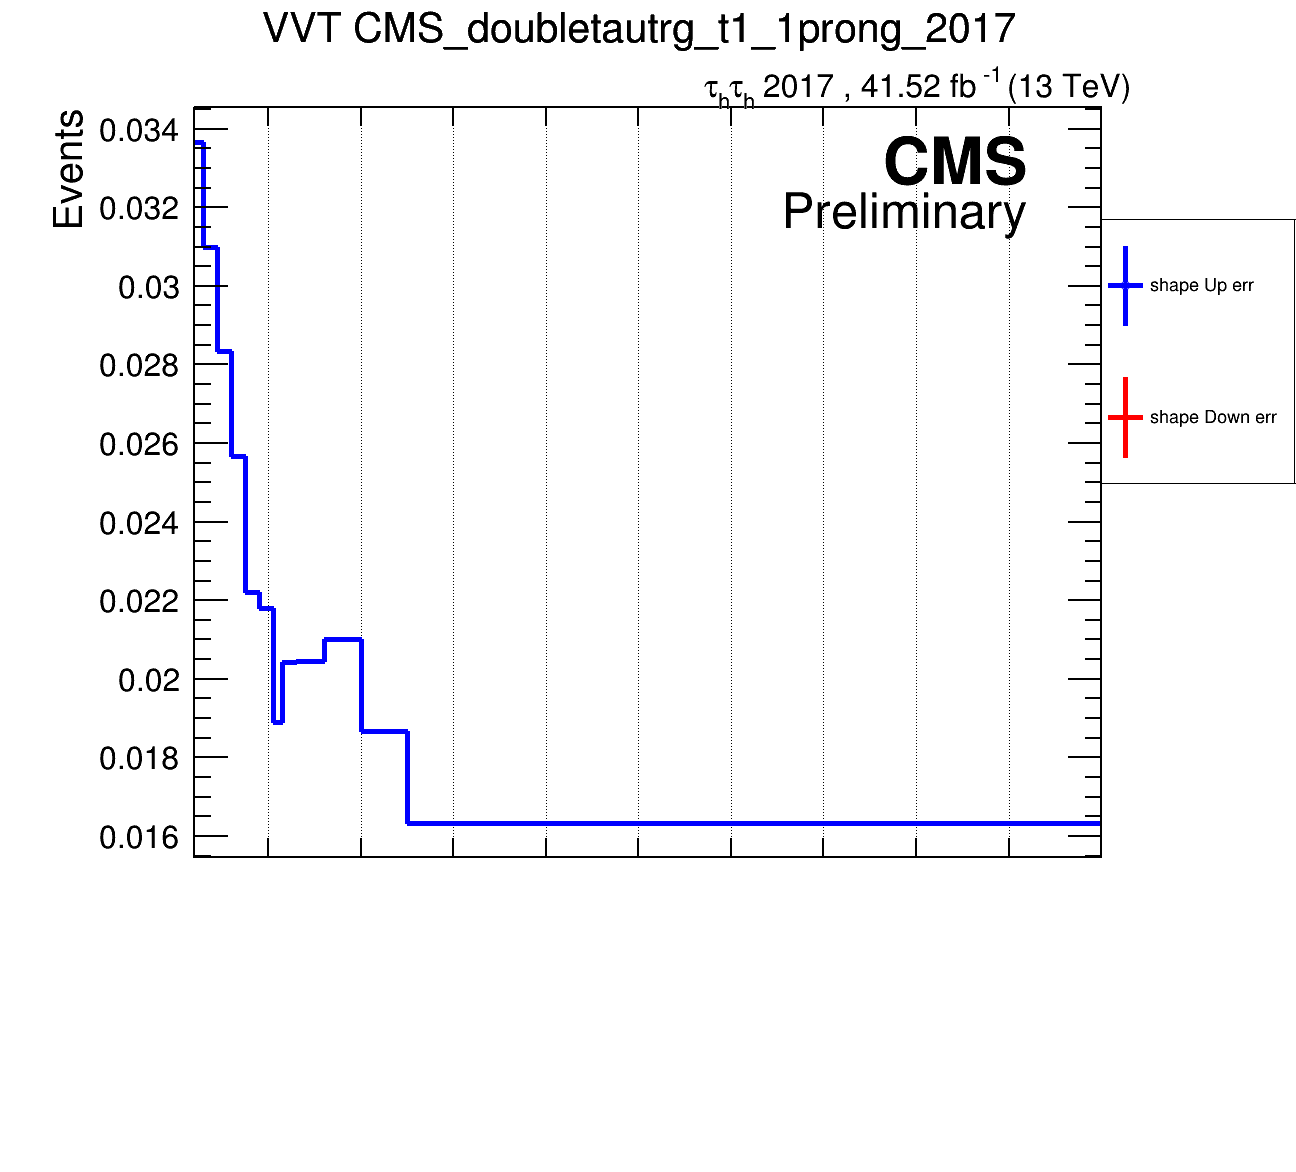 VVT CMS_doubletautrg_t1_1prong_2017
τhτh 2017 , 41.52 fb -1 (13 TeV)
Events
CMS
Preliminary
0.034
0.032
0.03
0.028
0.026
0.024
0.022
0.02
0.018
0.016
shape Up err
shape Down err